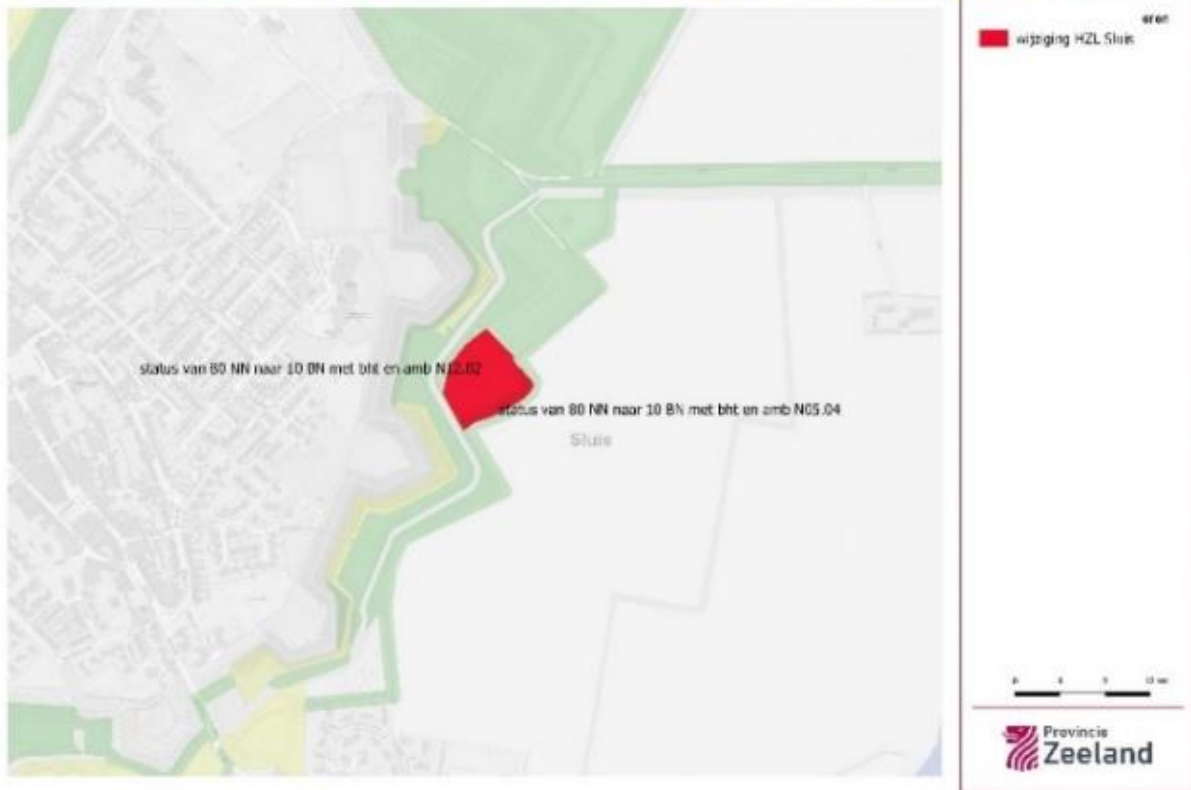 wijziging HZL Sluis
status van 80 NN naar 10 BN met bht en amb N12.02
status van 80 NN naar 10 BN met bht en amb N05.04
Sluis
Provincie
Zeeland